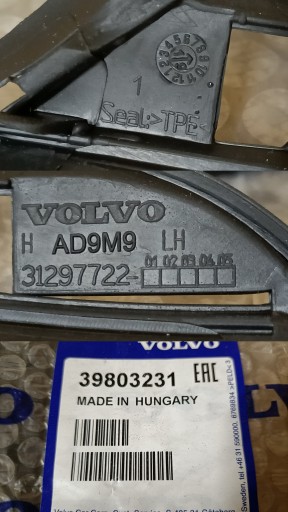 1
Seal:>TPE<
VOLVO
H AD9M9 LH
01 02 03 04 05
31297722-
VOLVO
39803231
EAC
MADE IN HUNGARY